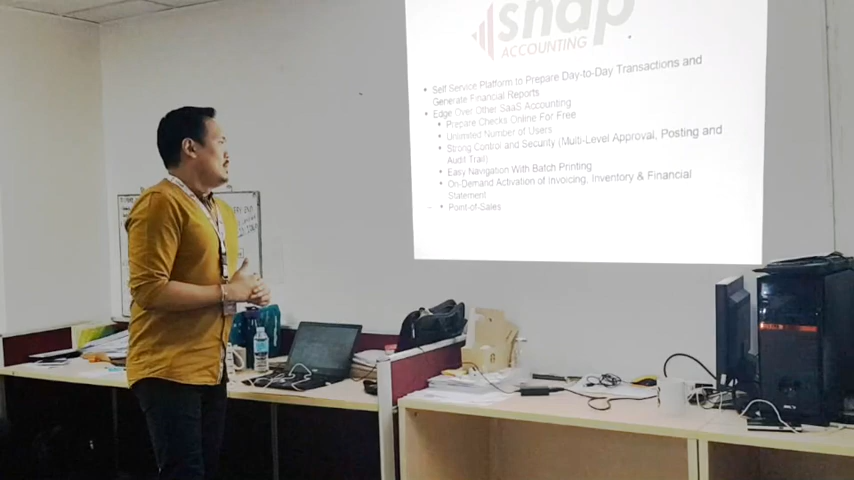 snap
ACCOUNTING
• Self Service Platform to Prepare Day-to-Day Transactions and
Generate Financial Reports
• Edge Over Other SaaS Accounting
• Prepare Checks Online For Free
• Unlimited Number of Users
• Strong Control and Security (Multi-Level Approval, Posting and
Audit Trail)
• Easy Navigation With Batch Printing
• On-Demand Activation of Invoicing, Inventory & Financial
Statement
• Point-of-Sales